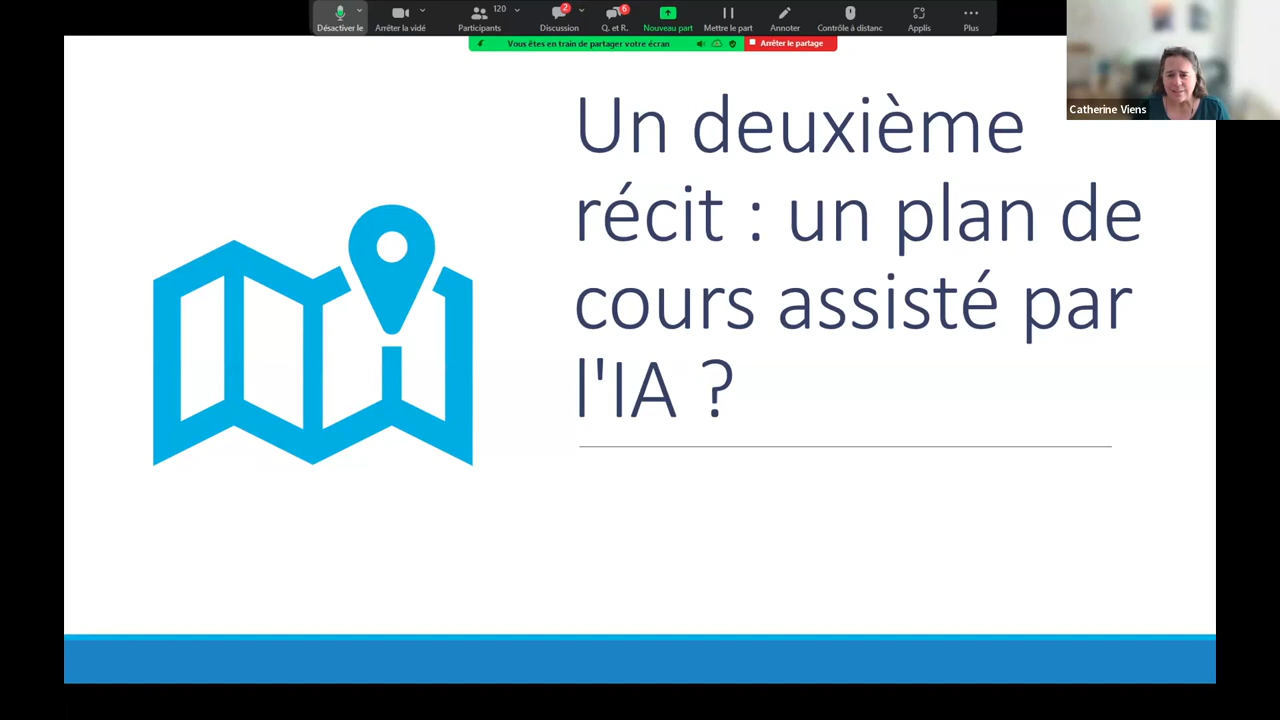 120
2
6
Désactiver le
Arrêter la vidé
Participants
Discussion
Q. et R.
Nouveau part
Mettre le part
Annoter
Contrôle à distanc
Applis
Plus
Vous êtes en train de partager votre écran
Arrêter le partage
Catherine Viens
Un deuxième
récit : un plan de
cours assisté par
l'IA ?